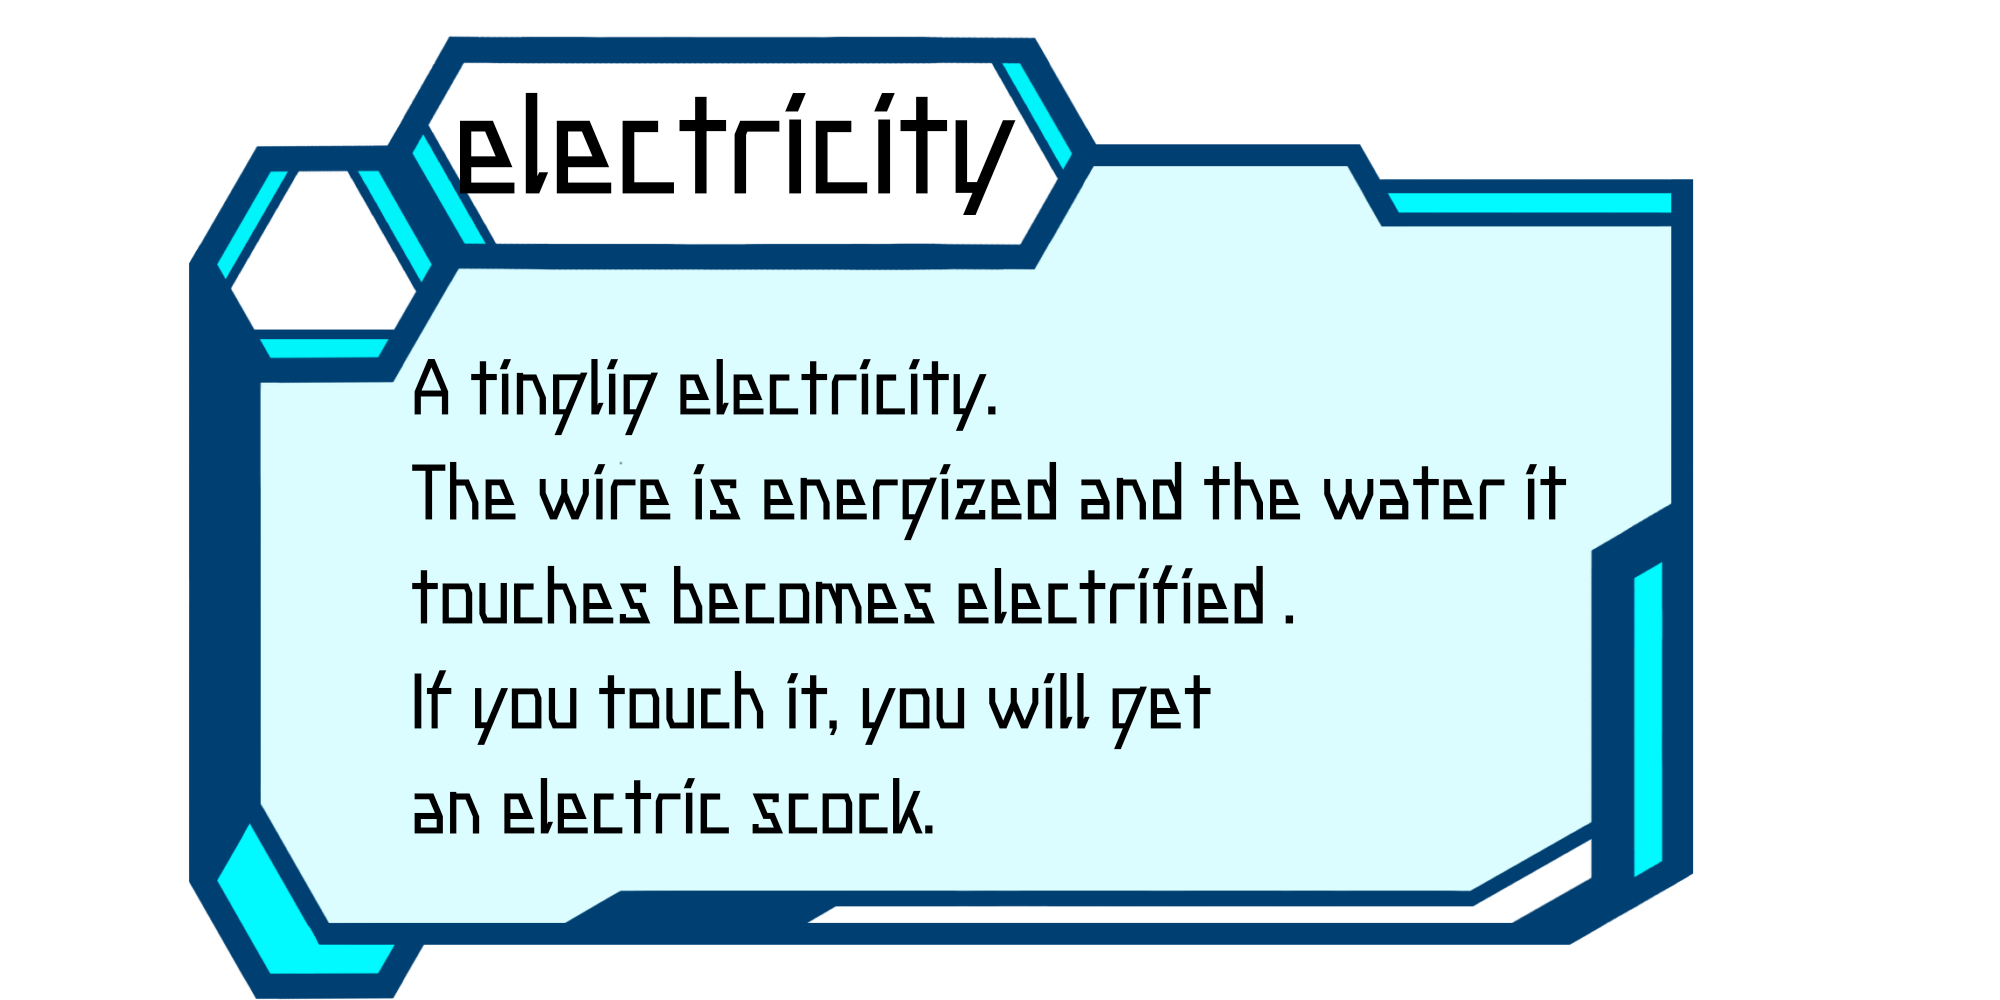 electricity
A tinglig electricity.
The wire is energized and the water it
touches becomes electrified .
If you touch it, you will get
an electric scock.